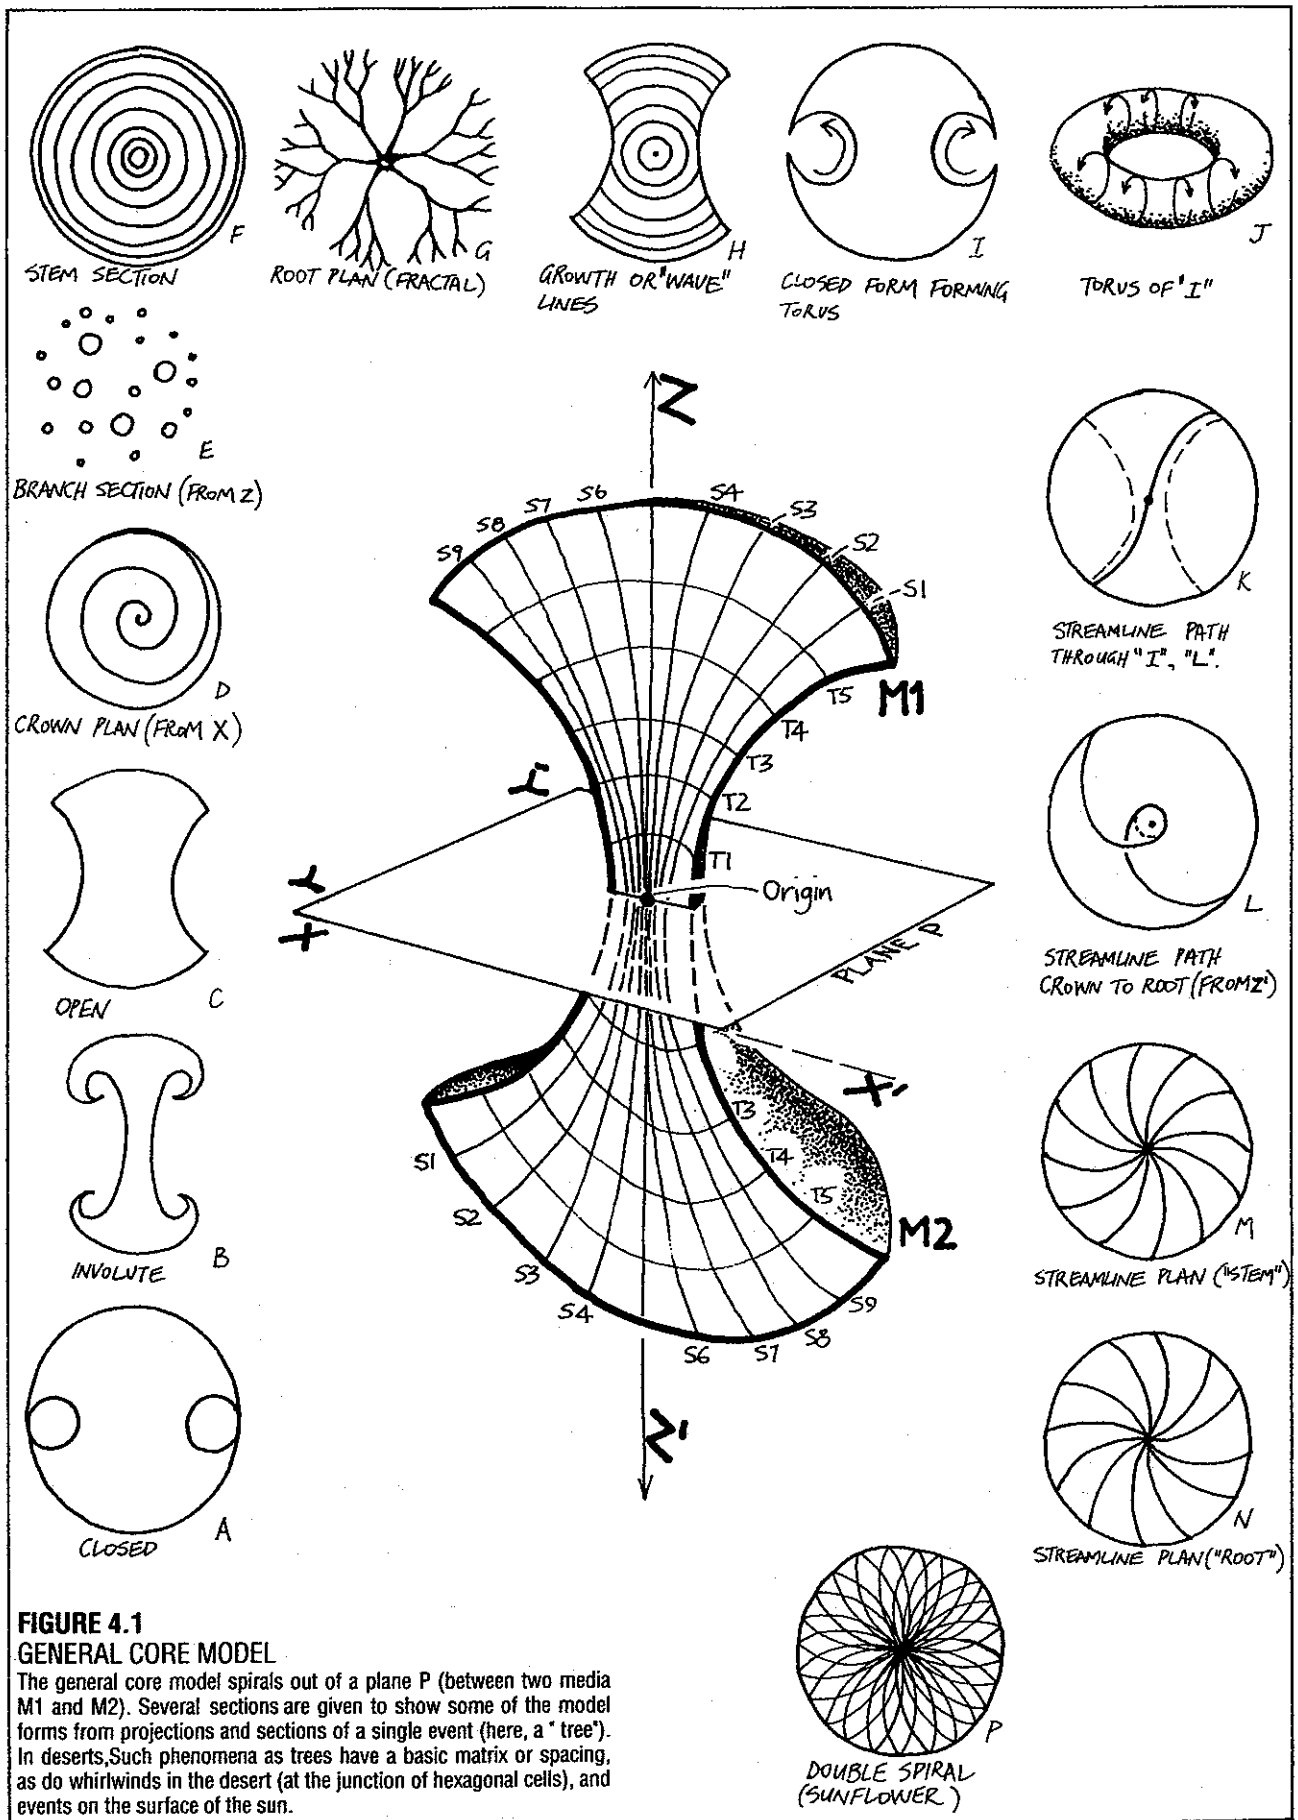 F
STEM SECTION
G
ROOT PLAN (FRACTAL)
H
GROWTH OR "WAVE"
LINES
I
CLOSED FORM FORMING
TORUS
J
TORUS OF "I"
E
BRANCH SECTION (FROM Z)
D
CROWN PLAN (FROM X)
C
OPEN
B
INVOLUTE
A
CLOSED
Z
S9
S8
S7
S6
S4
S3
S2
S1
M1
T5
T4
T3
T2
T1
Y'
Y
X
Origin
PLANE P
X'
T3
T4
T5
M2
S1
S2
S3
S4
S6
S7
S8
S9
Z'
K
STREAMLINE PATH
THROUGH "I", "L".
L
STREAMLINE PATH
CROWN TO ROOT (FROM Z')
M
STREAMLINE PLAN ("STEM")
N
STREAMLINE PLAN ("ROOT")
P
DOUBLE SPIRAL
(SUNFLOWER)
FIGURE 4.1
GENERAL CORE MODEL
The general core model spirals out of a plane P (between two media
M1 and M2). Several sections are given to show some of the model
forms from projections and sections of a single event (here, a "tree").
In deserts,Such phenomena as trees have a basic matrix or spacing,
as do whirlwinds in the desert (at the junction of hexagonal cells), and
events on the surface of the sun.